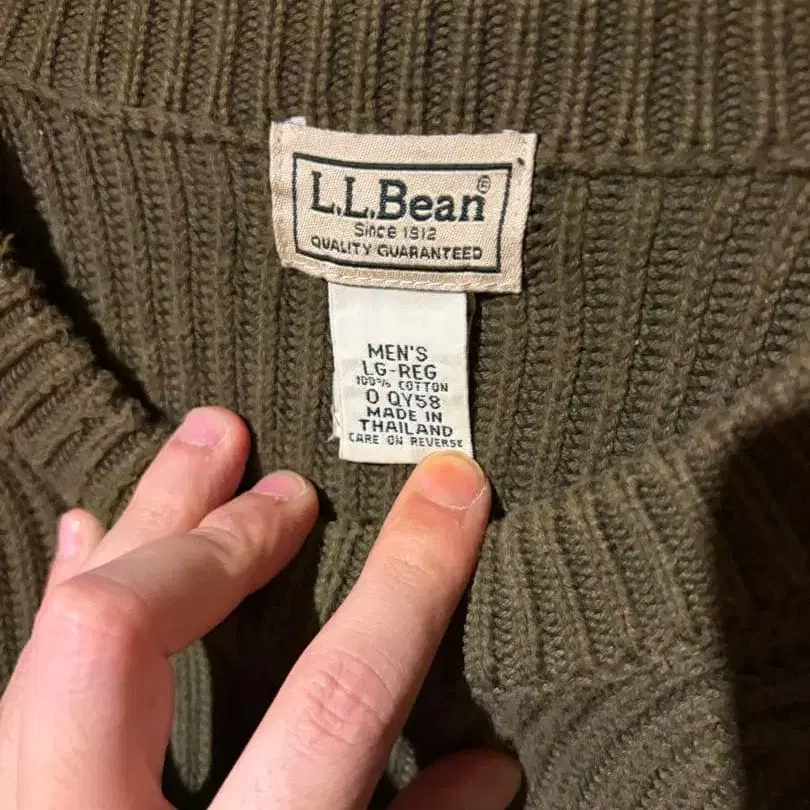 L.L.Bean®
Since 1912
QUALITY GUARANTEED
MEN'S
LG-REG
100% COTTON
0 QY58
MADE IN
THAILAND
CARE ON REVERSE